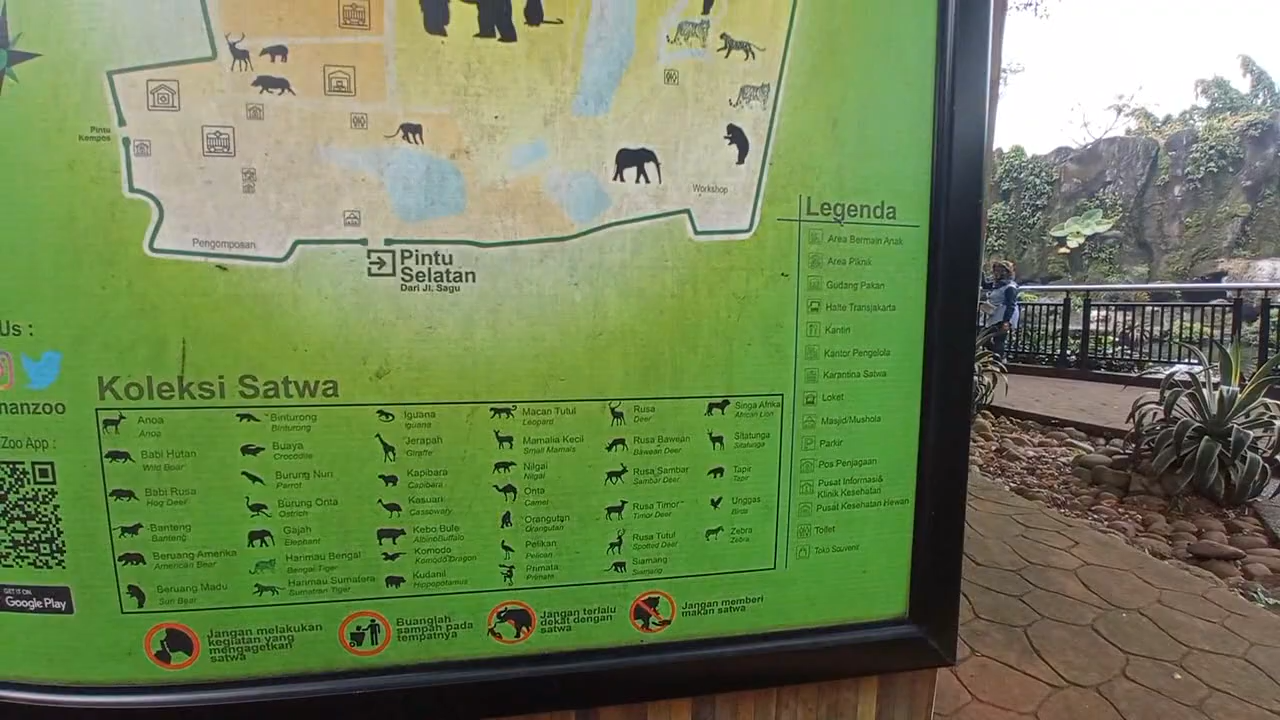 Pintu
Kompos
Workshop
Pengomposan
Pintu
Selatan
Dari Jl. Sagu
Us :
nanzoo
Zoo App :
GET IT ON
Google Play
Koleksi Satwa
Anoa
Anoa
Babi Hutan
Wild Boar
Babi Rusa
Hog Deer
Banteng
Banteng
Beruang Amerika
American Bear
Beruang Madu
Sun Bear
Binturong
Binturong
Buaya
Crocodile
Burung Nuri
Parrot
Burung Onta
Ostrich
Gajah
Elephant
Harimau Bengal
Bengal Tiger
Harimau Sumatera
Sumatran Tiger
Iguana
Iguana
Jerapah
Giraffe
Kapibara
Capibara
Kasuari
Cassowary
Kebo Bule
Albino Buffalo
Komodo
Komodo Dragon
Kudanil
Hippopotamus
Macan Tutul
Leopard
Mamalia Kecil
Small Mamals
Nilgai
Nilgai
Onta
Camel
Orangutan
Orangutan
Pelikan
Pelican
Primata
Primate
Rusa
Deer
Rusa Bawean
Bawean Deer
Rusa Sambar
Sambar Deer
Rusa Timor
Timor Deer
Rusa Tutul
Spotted Deer
Siamang
Siamang
Singa Afrika
African Lion
Sitatunga
Sitatunga
Tapir
Tapir
Unggas
Birds
Zebra
Zebra
Legenda
Area Bermain Anak
Area Piknik
Gudang Pakan
Halte Transjakarta
Kantin
Kantor Pengelola
Karantina Satwa
Loket
Masjid/Mushola
Parkir
Pos Penjagaan
Pusat Informasi&
Klinik Kesehatan
Pusat Kesehatan Hewan
Toilet
Toko Souvenir
Jangan melakukan
kegiatan yang
mengagetkan
satwa
Buanglah
sampah pada
tempatnya
Jangan terlalu
dekat dengan
satwa
Jangan memberi
makan satwa